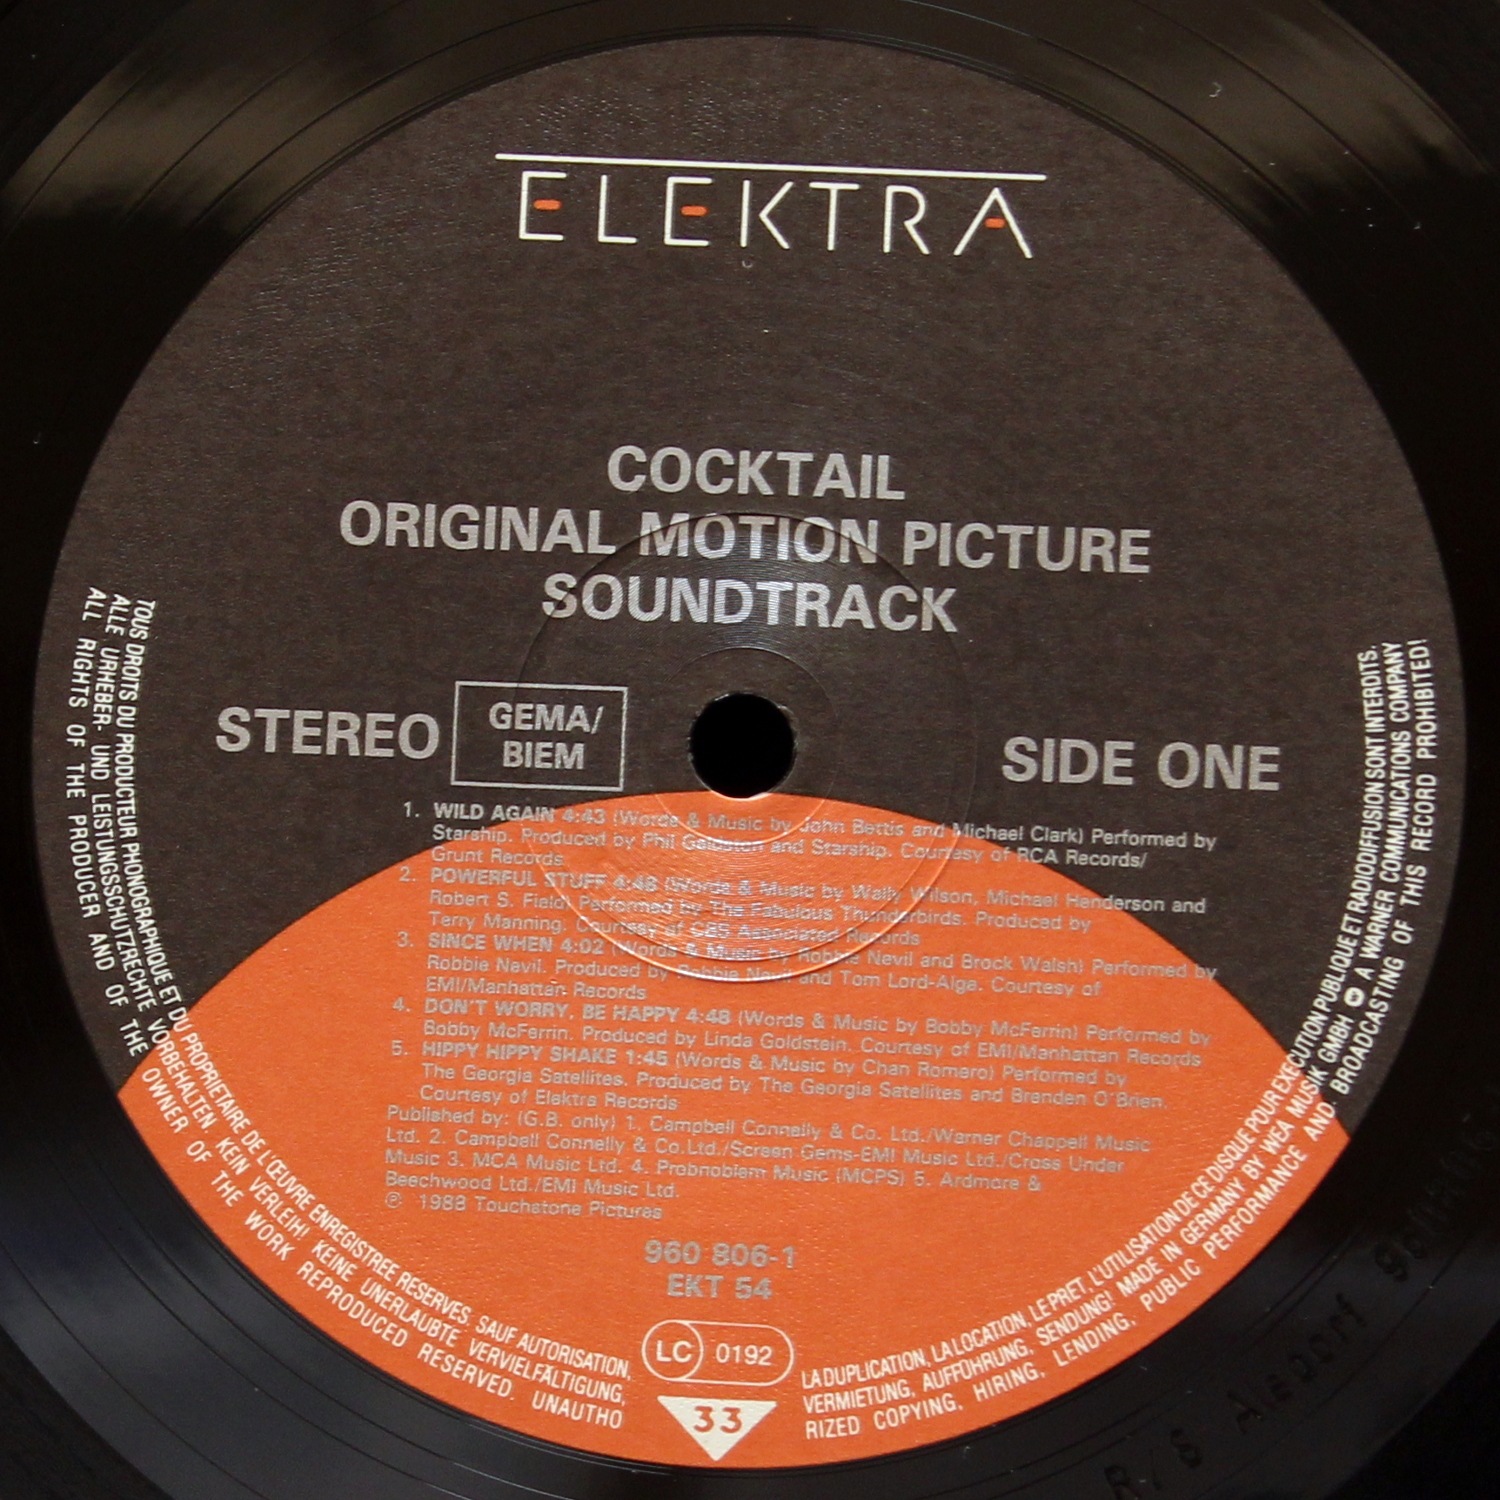 ELEKTRA
COCKTAIL
ORIGINAL MOTION PICTURE
SOUNDTRACK
STEREO
GEMA/
BIEM
SIDE ONE
1. WILD AGAIN 4:43 (Words & Music by John Bettis and Michael Clark) Performed by
Starship. Produced by Phil Galdston and Starship. Courtesy of RCA Records/
Grunt Records.
2. POWERFUL STUFF 4:48 (Words & Music by Wally Wilson, Michael Henderson and
Robert S. Field) Performed by The Fabulous Thunderbirds. Produced by
Terry Manning. Courtesy of CBS Associated Records
3. SINCE WHEN 4:02 (Words & Music by Robbie Nevil and Brock Walsh) Performed by
Robbie Nevil. Produced by Robbie Nevil and Tom Lord-Alge. Courtesy of
EMI/Manhattan Records
4. DON'T WORRY, BE HAPPY 4:48 (Words & Music by Bobby McFerrin) Performed by
Bobby McFerrin. Produced by Linda Goldstein. Courtesy of EMI/Manhattan Records
5. HIPPY HIPPY SHAKE 1:45 (Words & Music by Chan Romero) Performed by
The Georgia Satellites. Produced by The Georgia Satellites and Brenden O'Brien.
Courtesy of Elektra Records
Published by: (G.B. only) 1. Campbell Connelly & Co. Ltd./Warner Chappell Music
Ltd. 2. Campbell Connelly & Co.Ltd./Screen Gems-EMI Music Ltd./Cross Under
Music 3. MCA Music Ltd. 4. Probnoblem Music (MCPS) 5. Ardmore &
Beechwood Ltd./EMI Music Ltd.
℗ 1988 Touchstone Pictures
960 806-1
EKT 54
LC 0192
33
TOUS DROITS DU PRODUCTEUR PHONOGRAPHIQUE ET DU PROPRIETAIRE DE L'ŒUVRE ENREGISTREE RESERVES. SAUF AUTORISATION, LA DUPLICATION, LA LOCATION, LE PRET, L'UTILISATION DE CE DISQUE POUR EXECUTION PUBLIQUE ET RADIODIFFUSION SONT INTERDITS.
ALLE URHEBER- UND LEISTUNGSSCHUTZRECHTE VORBEHALTEN KEIN VERLEIH! KEINE UNERLAUBTE VERVIELFÄLTIGUNG, VERMIETUNG, AUFFÜHRUNG, SENDUNG! MADE IN GERMANY BY WEA MUSIK GMBH A WARNER COMMUNICATIONS COMPANY
ALL RIGHTS OF THE PRODUCER AND OF THE OWNER OF THE WORK REPRODUCED RESERVED. UNAUTHORIZED COPYING, HIRING, LENDING, PUBLIC PERFORMANCE AND BROADCASTING OF THIS RECORD PROHIBITED!
R/S Alsdorf